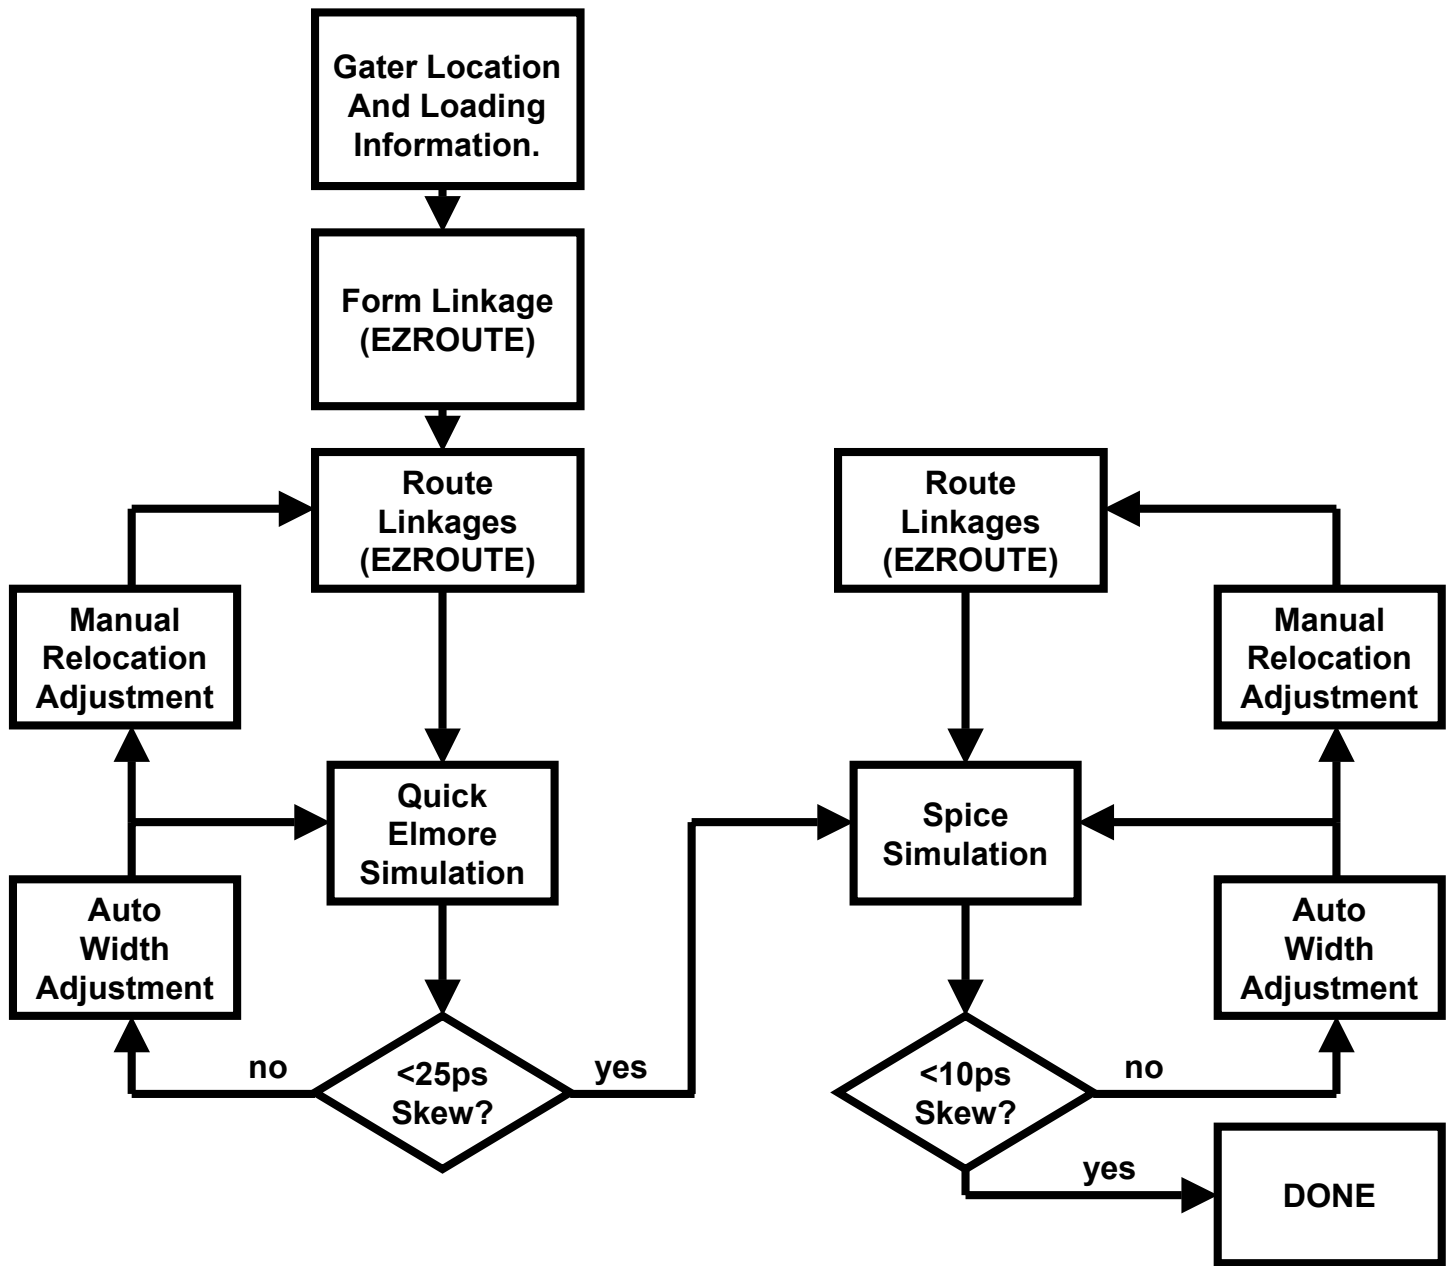 Gater Location
And Loading
Information.
Form Linkage
(EZROUTE)
Route
Linkages
(EZROUTE)
Manual
Relocation
Adjustment
Quick
Elmore
Simulation
Auto
Width
Adjustment
no
<25ps
Skew?
yes
Route
Linkages
(EZROUTE)
Manual
Relocation
Adjustment
Spice
Simulation
Auto
Width
Adjustment
<10ps
Skew?
no
yes
DONE